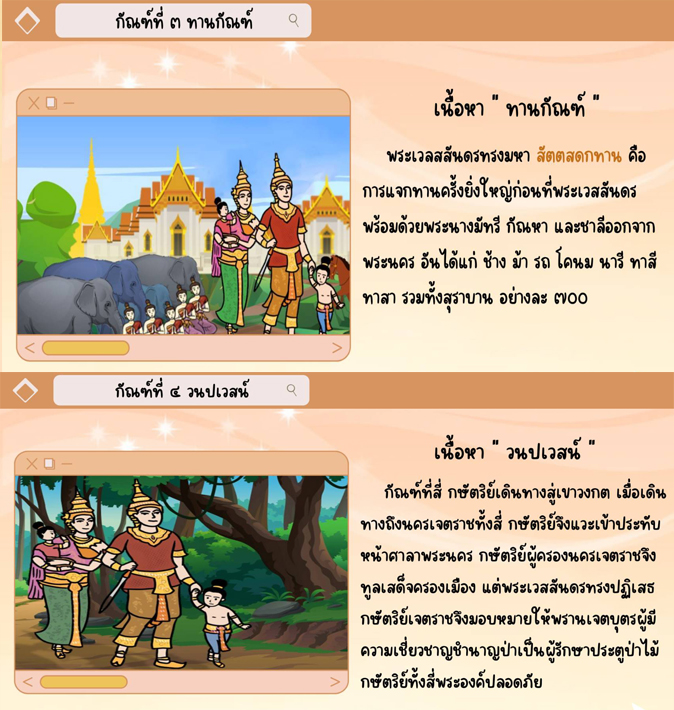 กัณฑ์ที่ ๓ ทานกัณฑ์
เนื้อหา " ทานกัณฑ์ "
พระเวสสันดรทรงมหา สัตตสดกทาน คือ
การแจกทานครั้งยิ่งใหญ่ก่อนที่พระเวสสันดร
พร้อมด้วยพระนางมัทรี กัณหา และชาลีออกจาก
พระนคร อันได้แก่ ช้าง ม้า รถ โคนม นารี ทาสี
ทาสา รวมทั้งสุราบาน อย่างละ ๗๐๐
กัณฑ์ที่ ๔ วนปเวสน์
เนื้อหา " วนปเวสน์ "
กัณฑ์ที่สี่ กษัตริย์เดินทางสู่เขาวงกต เมื่อเดิน
ทางถึงนครเจตราชทั้งสี่ กษัตริย์จึงแวะเข้าประทับ
หน้าศาลาพระนคร กษัตริย์ผู้ครองนครเจตราชจึง
ทูลเสด็จครองเมือง แต่พระเวสสันดรทรงปฏิเสธ
กษัตริย์เจตราชจึงมอบหมายให้พรานเจตบุตรผู้มี
ความเชี่ยวชาญชำนาญป่าเป็นผู้รักษาประตูป่าไม้
กษัตริย์ทั้งสี่พระองค์ปลอดภัย